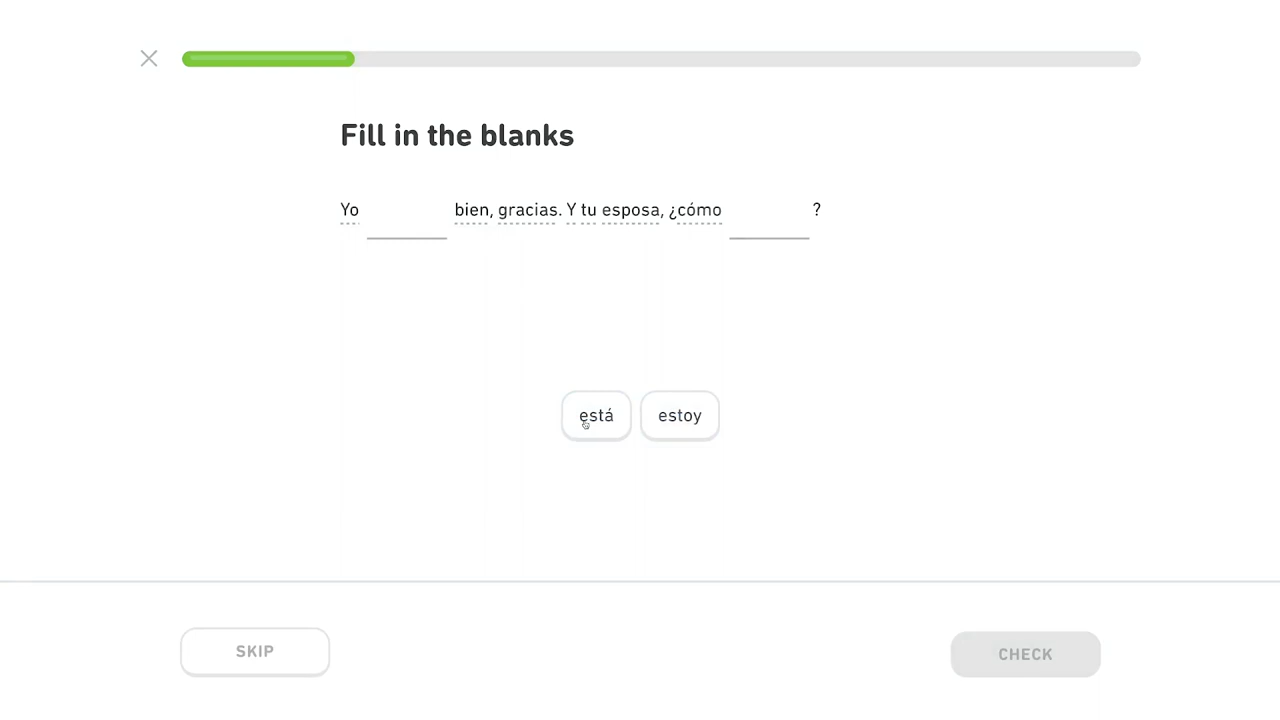 Fill in the blanks
Yo bien, gracias. Y tu esposa, ¿cómo ?
está estoy
SKIP CHECK